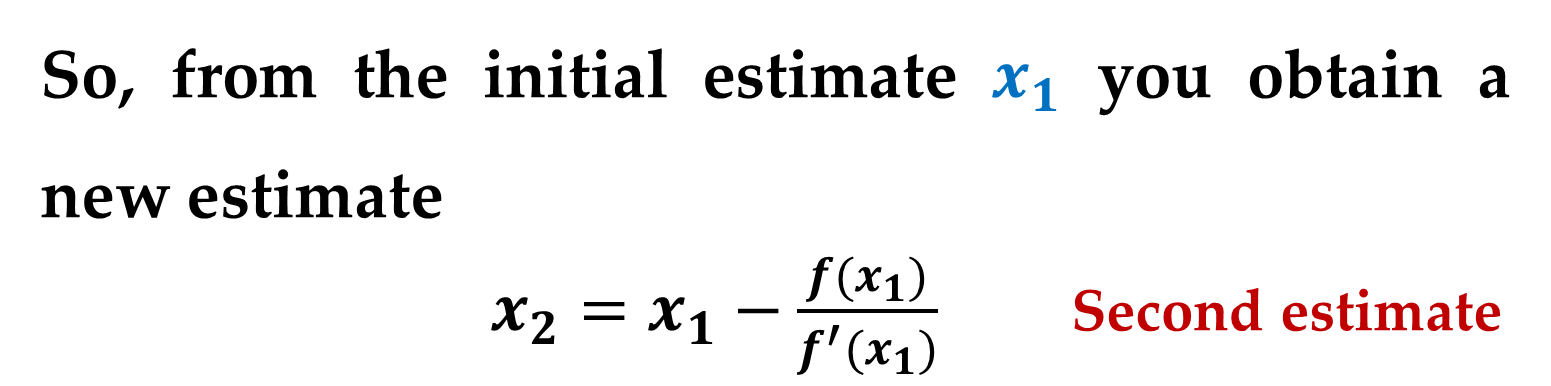 So, from the initial estimate x₁ you obtain a
new estimate
x₂ = x₁ − f(x₁)/f′(x₁) Second estimate